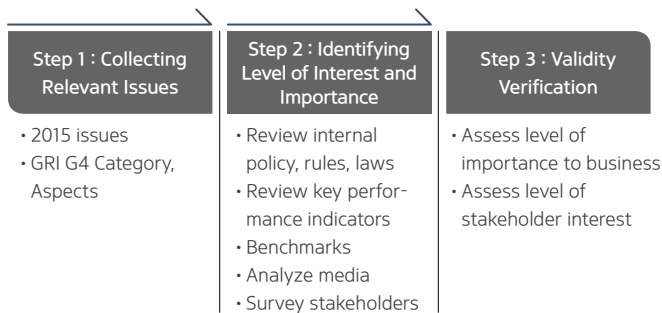 Step 1 : Collecting
Relevant Issues
• 2015 issues
• GRI G4 Category,
Aspects
Step 2 : Identifying
Level of Interest and
Importance
• Review internal
policy, rules, laws
• Review key perfor-
mance indicators
• Benchmarks
• Analyze media
• Survey stakeholders
Step 3 : Validity
Verification
• Assess level of
importance to business
• Assess level of
stakeholder interest